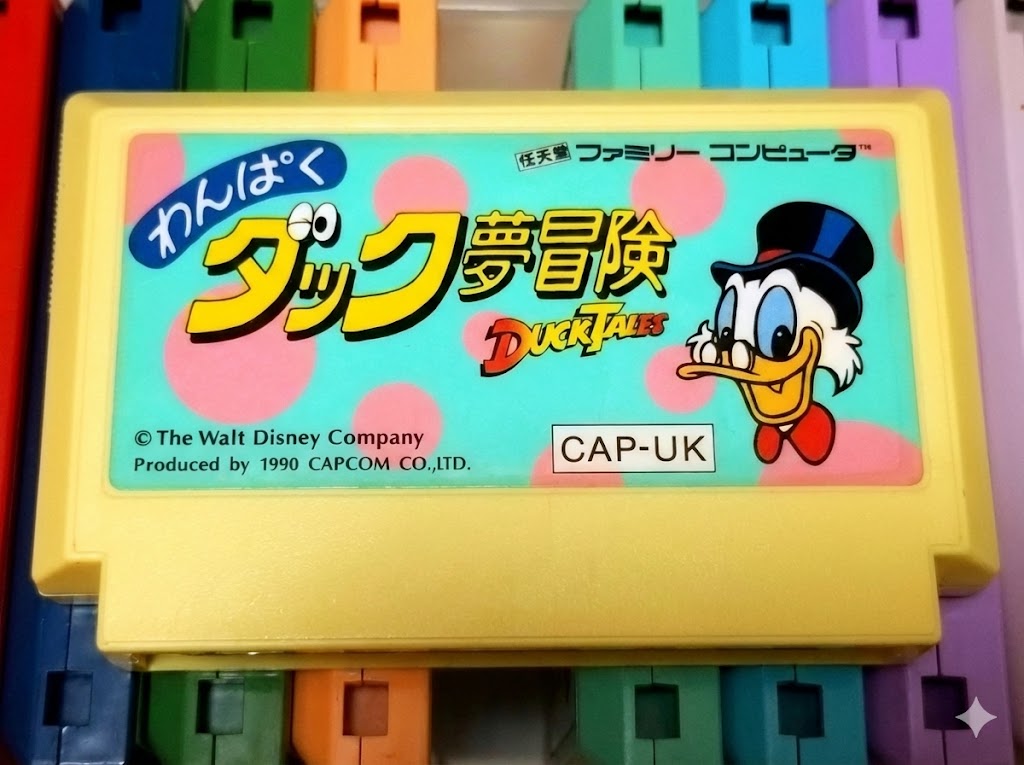 任天堂 ファミリー コンピュータ™
わんぱく
ダック夢冒険
DUCKTALES
© The Walt Disney Company
Produced by 1990 CAPCOM CO.,LTD.
CAP-UK